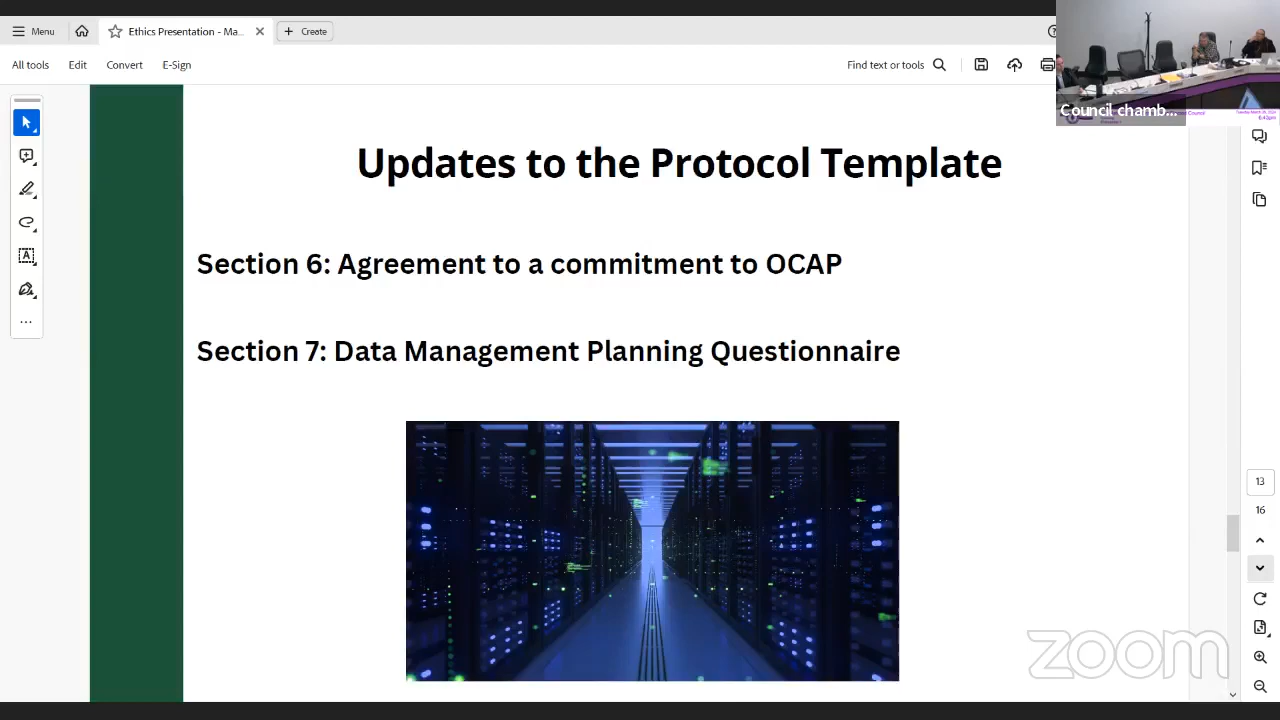 Menu
Ethics Presentation - Ma...
Create
All tools
Edit
Convert
E-Sign
Find text or tools
Council chamb...
Updates to the Protocol Template
Section 6: Agreement to a commitment to OCAP
Section 7: Data Management Planning Questionnaire
13
16
zoom